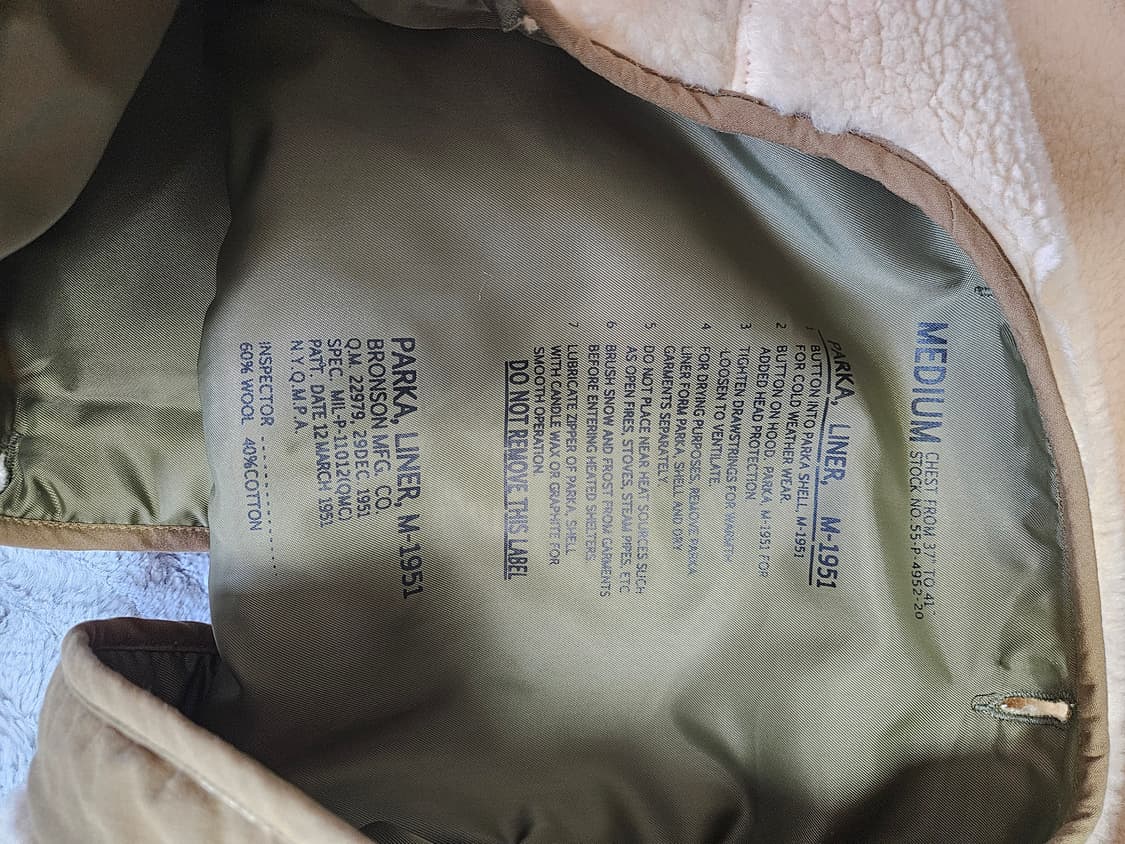 MEDIUM CHEST FROM 37" TO 41"
STOCK NO. 55-P-4952-20
PARKA, LINER, M-1951
1 BUTTON INTO PARKA SHELL, M-1951
FOR COLD WEATHER WEAR.
2 BUTTON ON HOOD, PARKA M-1951 FOR
ADDED HEAD PROTECTION
3 TIGHTEN DRAWSTRINGS FOR WARMTH
LOOSEN TO VENTILATE.
4 FOR DRYING PURPOSES, REMOVE PARKA
LINER FORM PARKA, SHELL AND DRY
GARMENTS SEPARATELY.
5 DO NOT PLACE NEAR HEAT SOURCES SUCH
AS OPEN FIRES, STOVES, STEAM PIPES, ETC
6 BRUSH SNOW AND FROST FROM GARMENTS
BEFORE ENTERING HEATED SHELTERS.
7 LUBRICATE ZIPPER OF PARKA, SHELL
WITH CANDLE WAX OR GRAPHITE FOR
SMOOTH OPERATION
DO NOT REMOVE THIS LABEL
PARKA, LINER, M-1951
BRONSON MFG. CO.
Q.M. 22979, 29DEC 1951
SPEC. MIL-P-11012(QMC)
PATT. DATE 12 MARCH 1951
N.Y.Q.M.P.A.
INSPECTOR
60% WOOL 40%COTTON